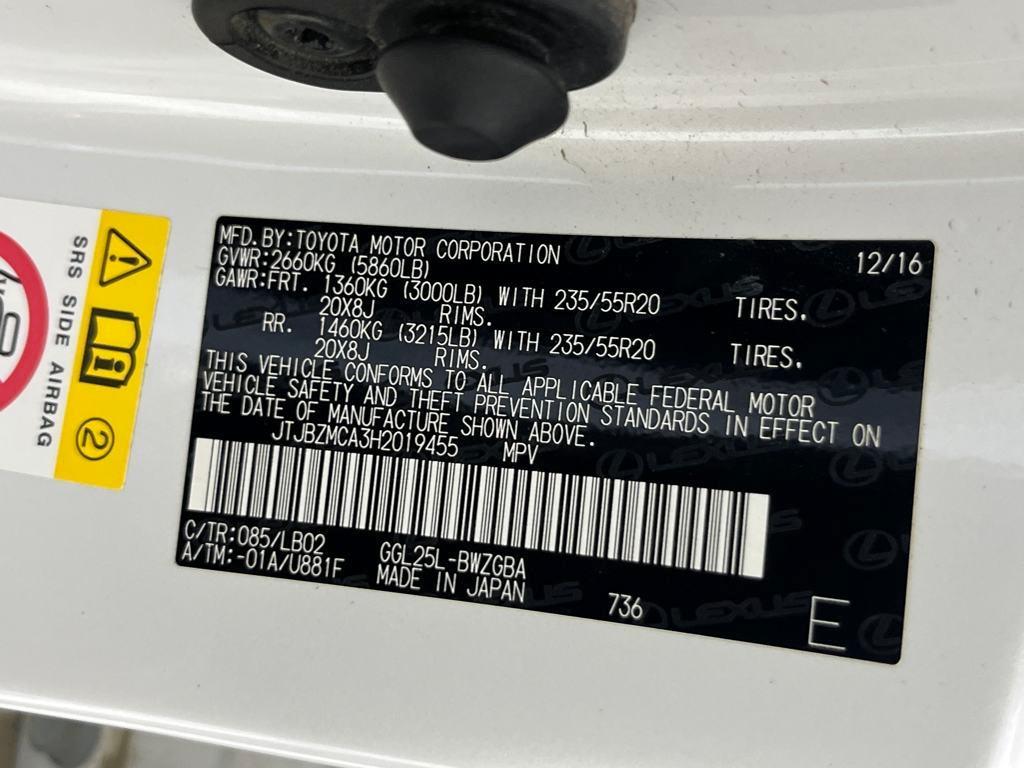 MFD. BY: TOYOTA MOTOR CORPORATION 12/16
GVWR: 2660KG (5860LB)
GAWR: FRT. 1360KG (3000LB) WITH 235/55R20 TIRES.
20X8J RIMS.
RR. 1460KG (3215LB) WITH 235/55R20 TIRES.
20X8J RIMS.
THIS VEHICLE CONFORMS TO ALL APPLICABLE FEDERAL MOTOR
VEHICLE SAFETY AND THEFT PREVENTION STANDARDS IN EFFECT ON
THE DATE OF MANUFACTURE SHOWN ABOVE.
JTJBZMCA3H2019455 MPV
C/TR: 085/LB02 GGL25L-BWZGBA
A/TM: -01A/U881F MADE IN JAPAN 736 E
SRS SIDE AIRBAG
2
LEXUS
LEXUS
LEXUS